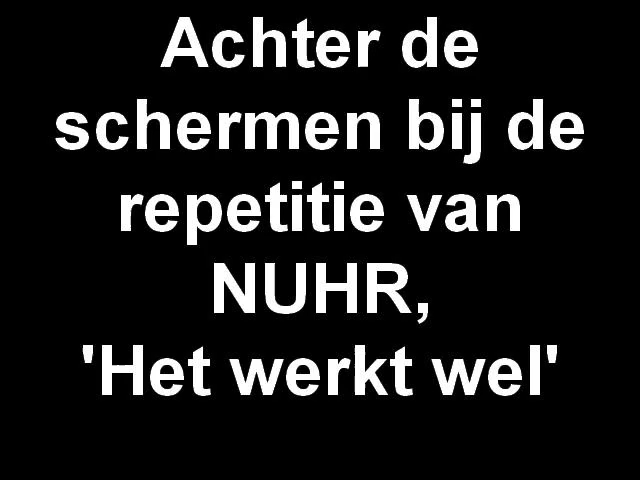 Achter de
schermen bij de
repetitie van
NUHR,
'Het werkt wel'